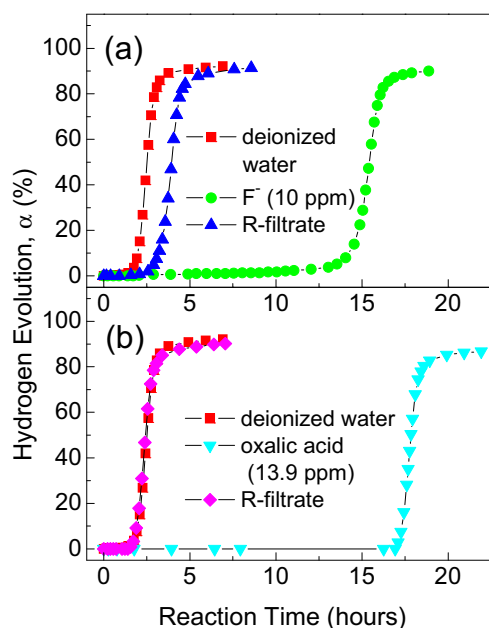 (a)
80
60
40
20
0
deionized
water
F⁻ (10 ppm)
R-filtrate
0 5 10 15 20
Hydrogen Evolution, α (%)
(b)
100
80
60
40
20
0
deionized water
oxalic acid
(13.9 ppm)
R-filtrate
0 5 10 15 20
Reaction Time (hours)